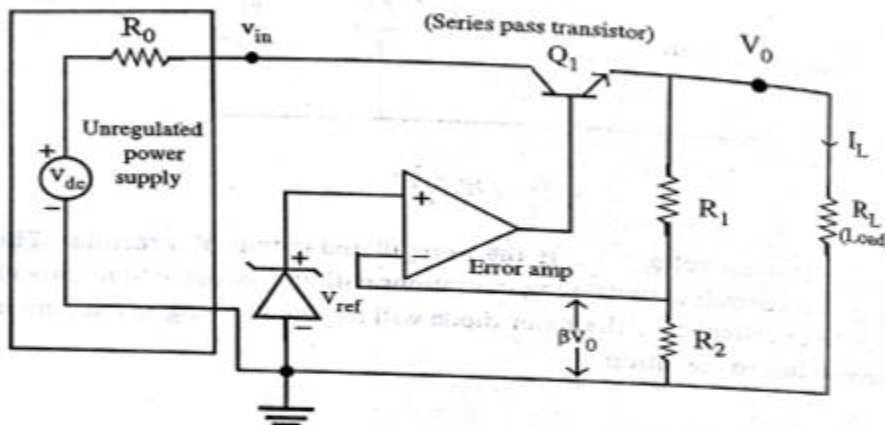 (Series pass transistor)
R0
vin
Q1
V0
Unregulated
power
supply
+
vdc
−
IL
+
−
Error amp
R1
RL
(Load)
+
vref
−
βv0
R2